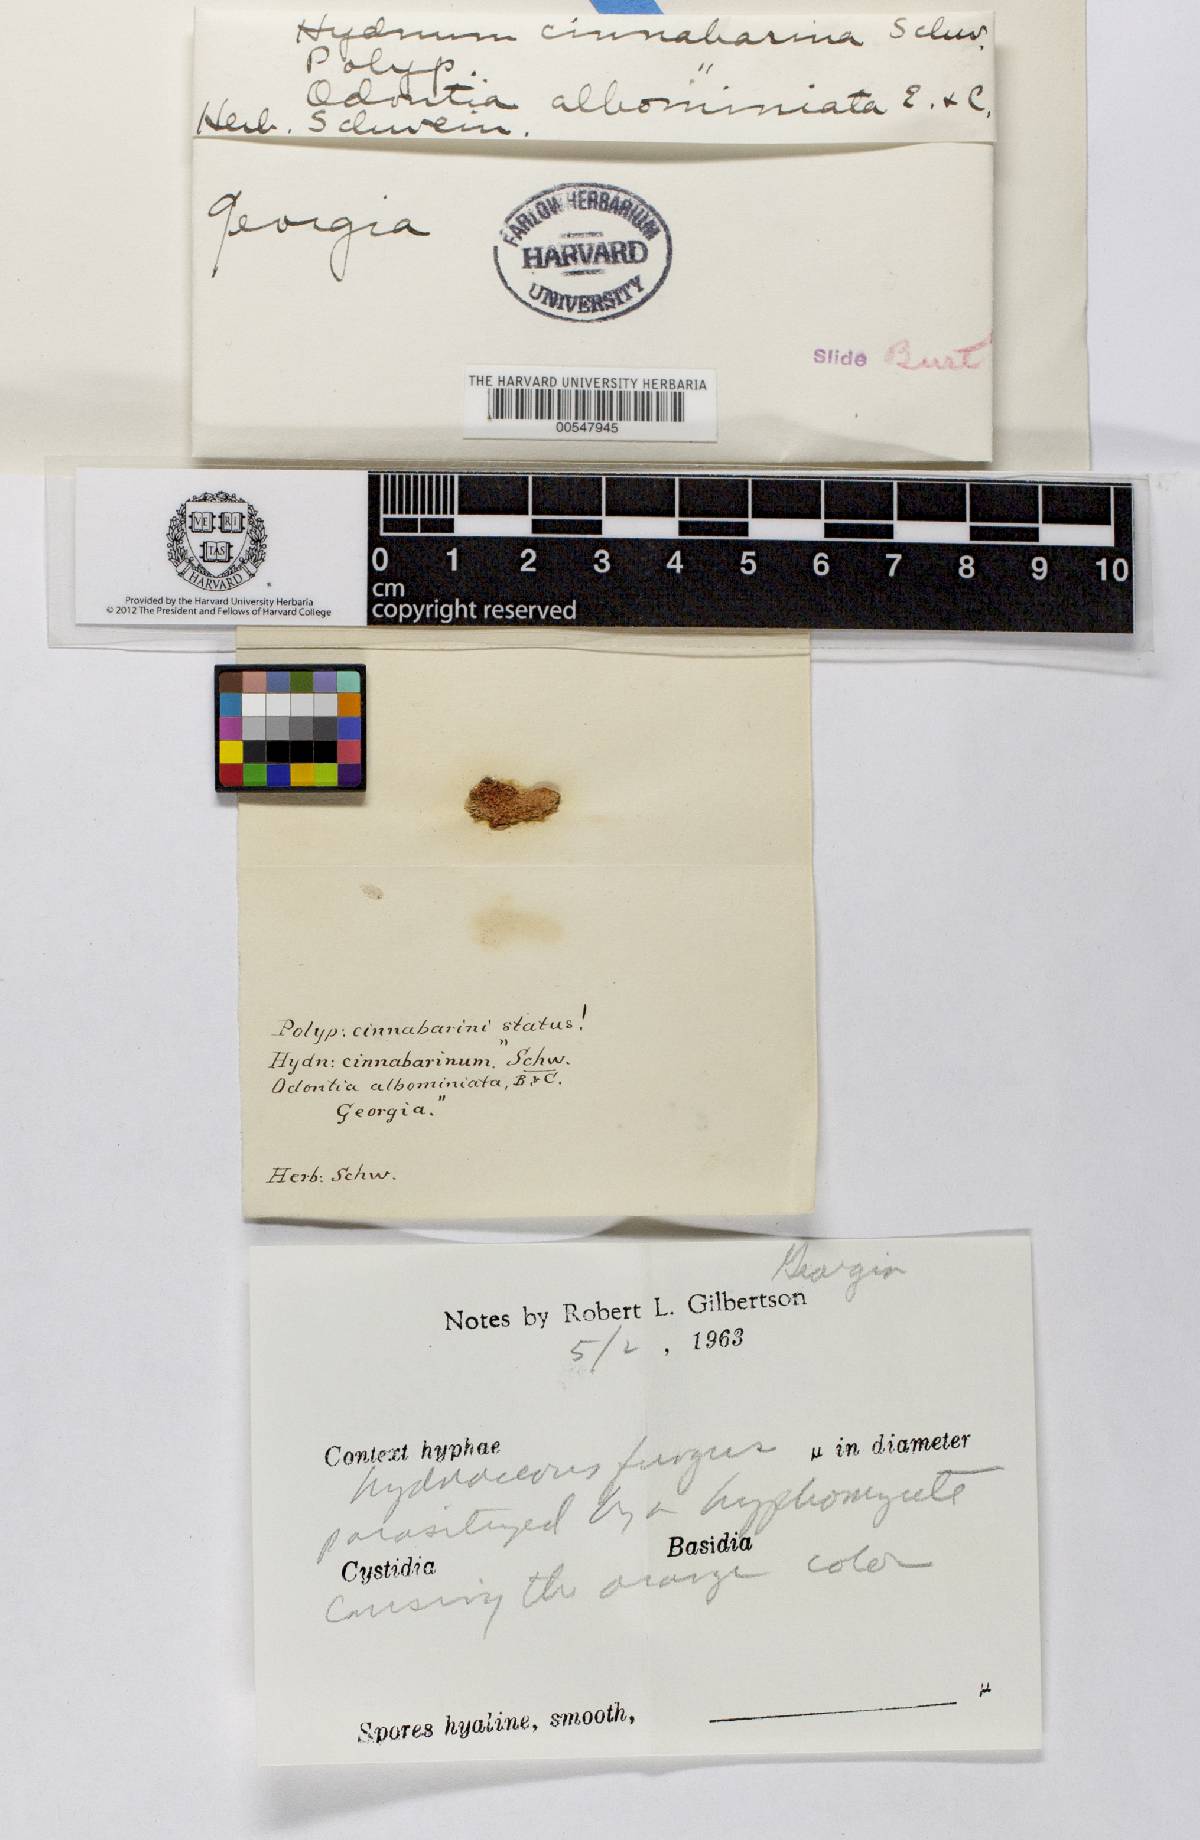 Hydnum cinnabarina Schw.
Polyp. "
Odontia albominiata E. & C.
Herb. Schwein.
Georgia
FARLOW HERBARIUM
HARVARD
UNIVERSITY
Slide Burt
THE HARVARD UNIVERSITY HERBARIA
00547945
VE RI
TAS
HARVARD
Provided by the Harvard University Herbaria
© 2012 The President and Fellows of Harvard College
0 1 2 3 4 5 6 7 8 9 10
cm
copyright reserved
Polyp: cinnabarini status!
Hydn: cinnabarinum, "Schw.
Odontia albominiata, B.&C.
Georgia."
Herb: Schw.
Georgia
Notes by Robert L. Gilbertson
5/2, 1963
Context hyphae μ in diameter
hydnaceous fungus
parasitized by a hyphomycete
Cystidia Basidia
causing the orange color
Spores hyaline, smooth, μ